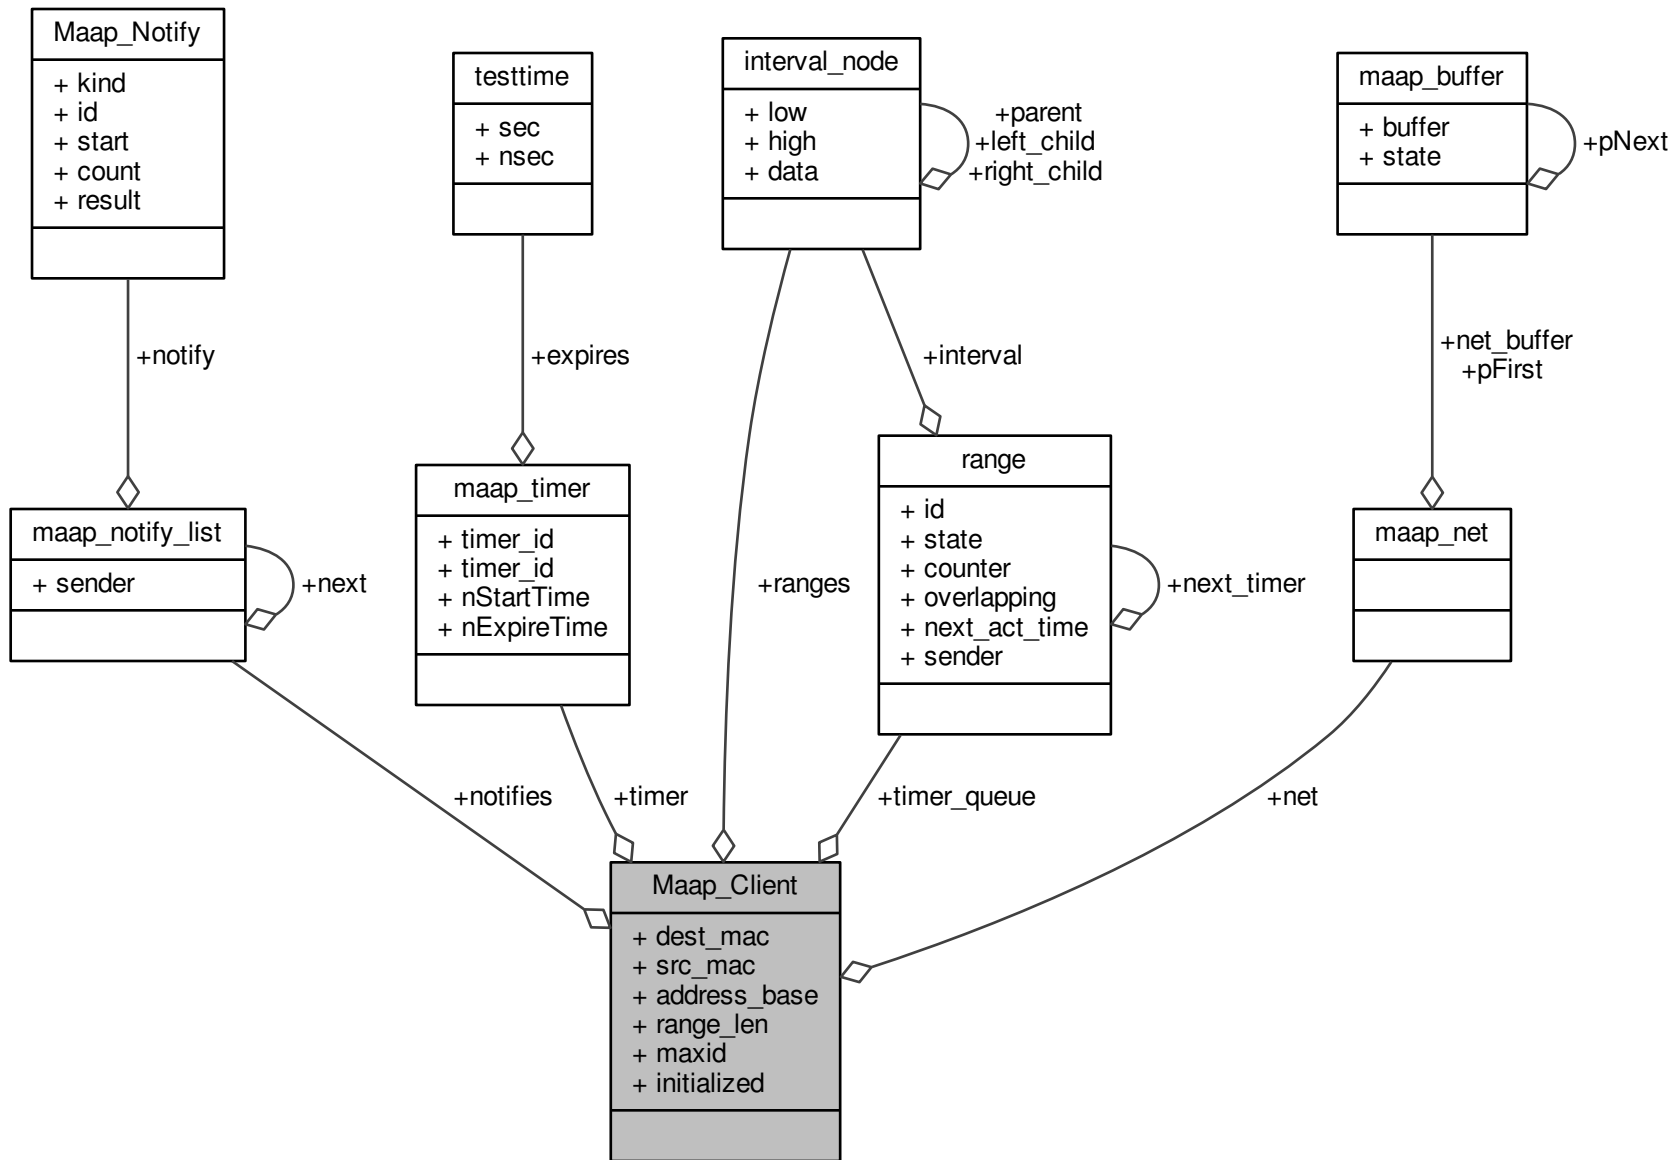 Maap_Notify
+ kind
+ id
+ start
+ count
+ result
testtime
+ sec
+ nsec
interval_node
+ low
+ high
+ data
+parent
+left_child
+right_child
maap_buffer
+ buffer
+ state
+pNext
+notify
+expires
+interval
+net_buffer
+pFirst
maap_notify_list
+ sender
+next
maap_timer
+ timer_id
+ timer_id
+ nStartTime
+ nExpireTime
+ranges
range
+ id
+ state
+ counter
+ overlapping
+ next_act_time
+ sender
+next_timer
maap_net
+notifies
+timer
+timer_queue
+net
Maap_Client
+ dest_mac
+ src_mac
+ address_base
+ range_len
+ maxid
+ initialized